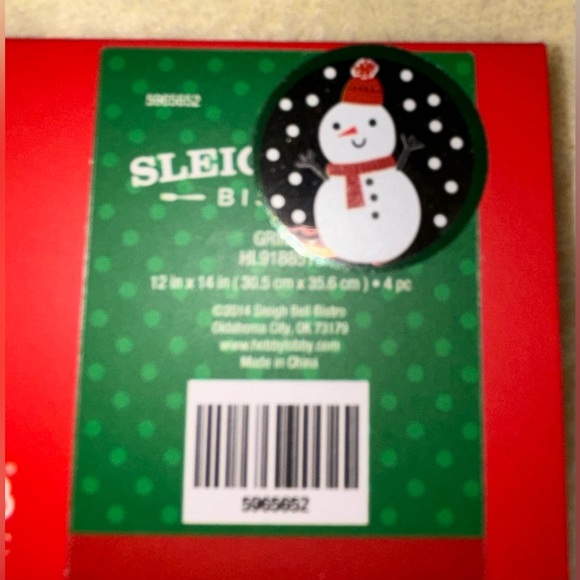 5965652
SLEIG
BIS
12 in x 14 in ( 30.5 cm x 35.6 cm ) • 4 pc
©2014 Sleigh Bell Bistro
Oklahoma City, OK 73179
www.hobbylobby.com
Made in China
5965652